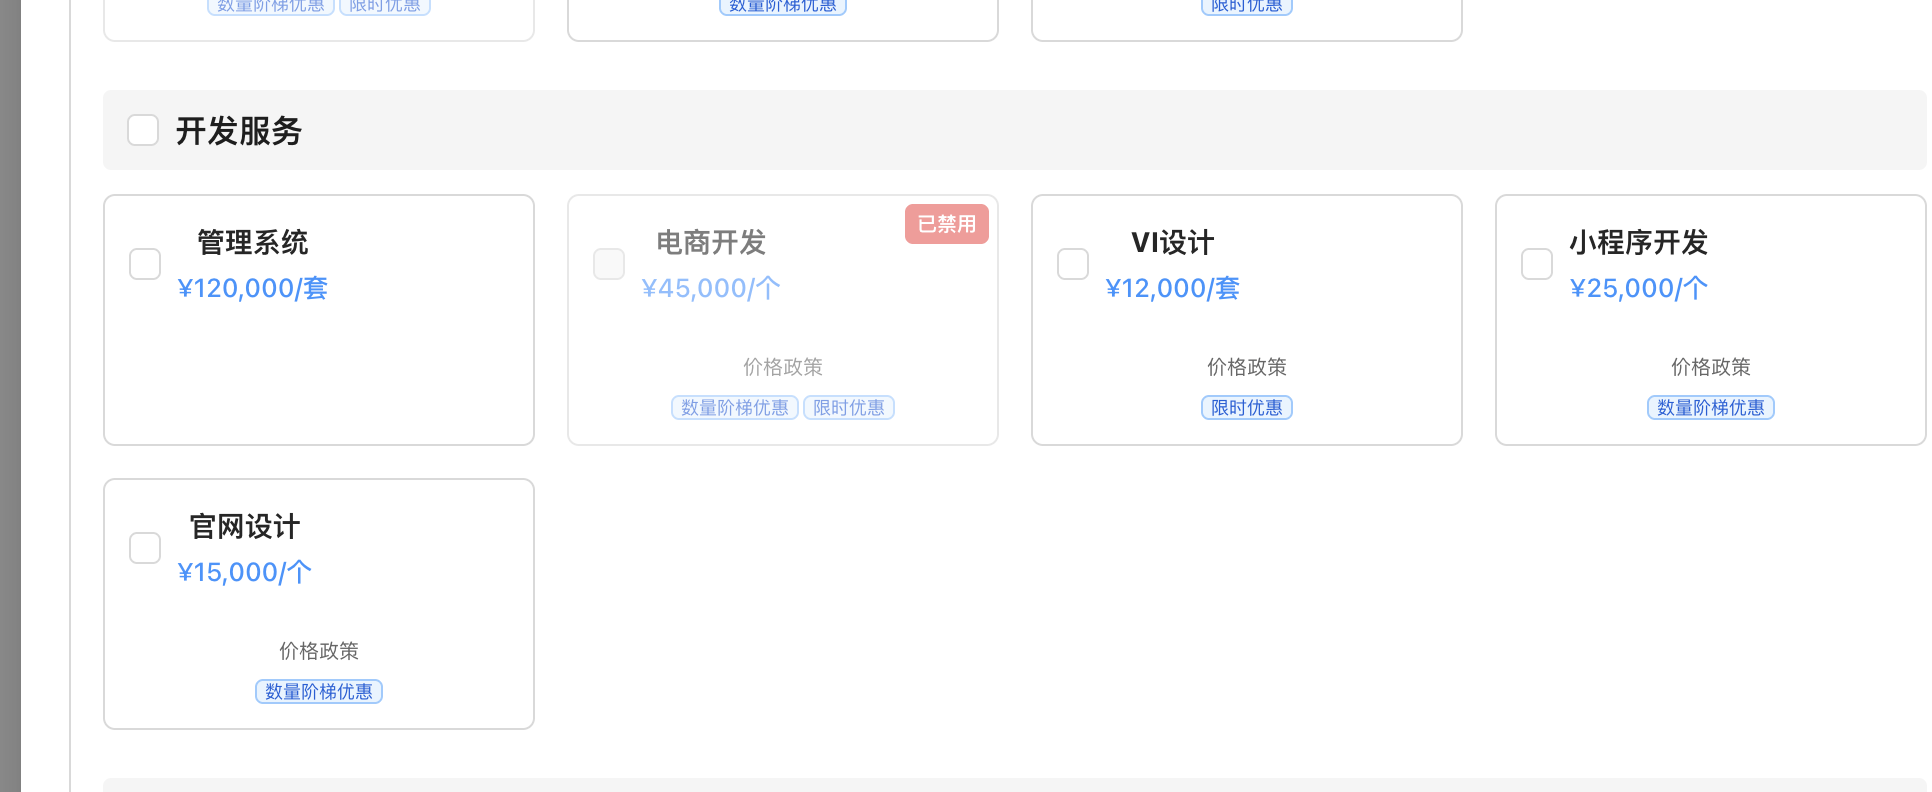 数量阶梯优惠 限时优惠
数量阶梯优惠
限时优惠
开发服务
管理系统
¥120,000/套
已禁用
电商开发
¥45,000/个
价格政策
数量阶梯优惠 限时优惠
VI设计
¥12,000/套
价格政策
限时优惠
小程序开发
¥25,000/个
价格政策
数量阶梯优惠
官网设计
¥15,000/个
价格政策
数量阶梯优惠